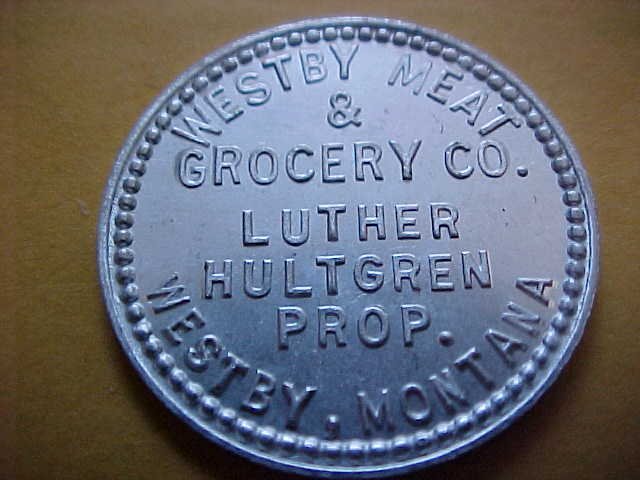 WESTBY MEAT
&
GROCERY CO.
LUTHER
HULTGREN
PROP.
WESTBY, MONTANA